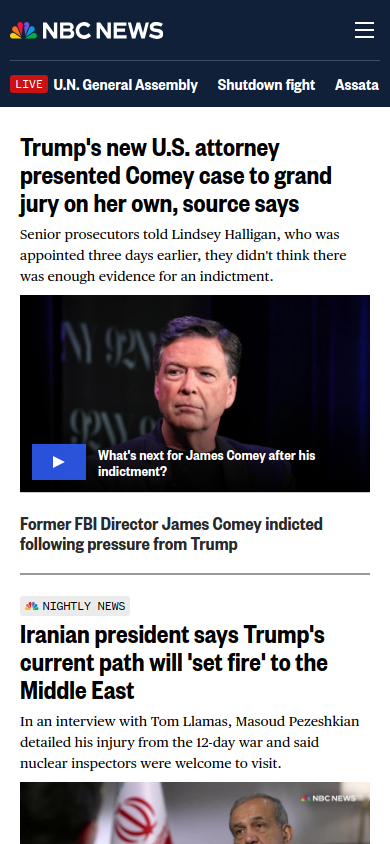 NBC NEWS
LIVE U.N. General Assembly Shutdown fight Assata
Trump's new U.S. attorney
presented Comey case to grand
jury on her own, source says
Senior prosecutors told Lindsey Halligan, who was
appointed three days earlier, they didn't think there
was enough evidence for an indictment.
NY 92NY
92NY
What's next for James Comey after his
indictment?
Former FBI Director James Comey indicted
following pressure from Trump
NIGHTLY NEWS
Iranian president says Trump's
current path will 'set fire' to the
Middle East
In an interview with Tom Llamas, Masoud Pezeshkian
detailed his injury from the 12-day war and said
nuclear inspectors were welcome to visit.
NBC NEWS